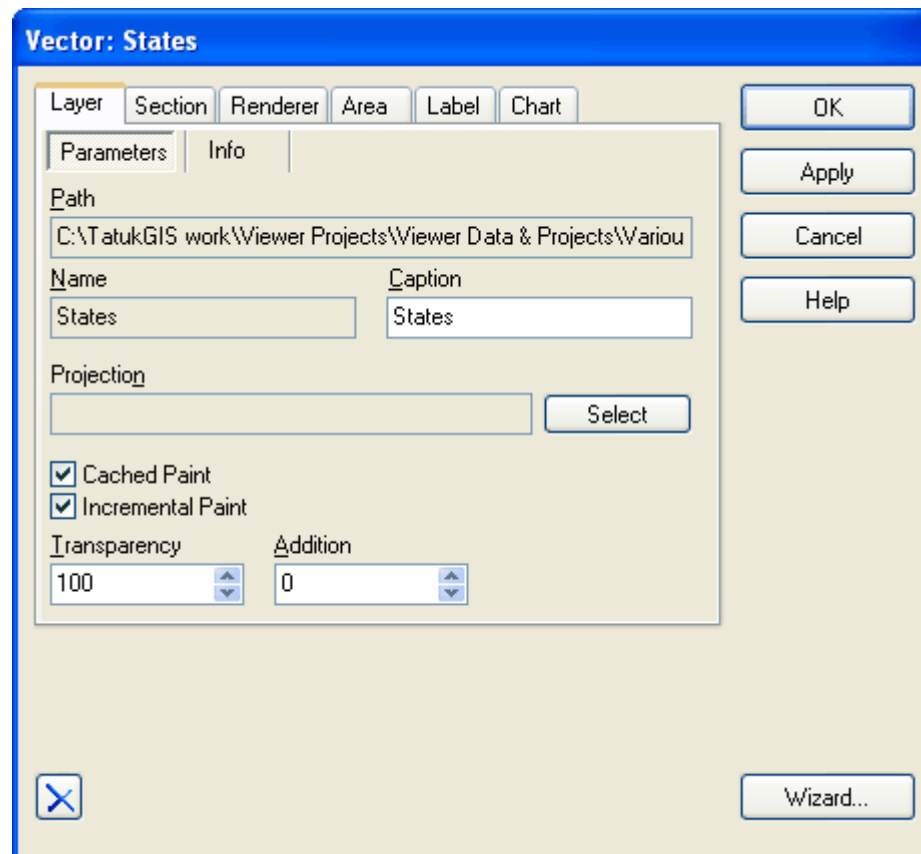 Vector: States
Layer Section Renderer Area Label Chart
Parameters Info
Path
C:\TatukGIS work\Viewer Projects\Viewer Data & Projects\Variou
Name Caption
States States
Projection
Select
Cached Paint
Incremental Paint
Transparency Addition
100 0
OK
Apply
Cancel
Help
Wizard...